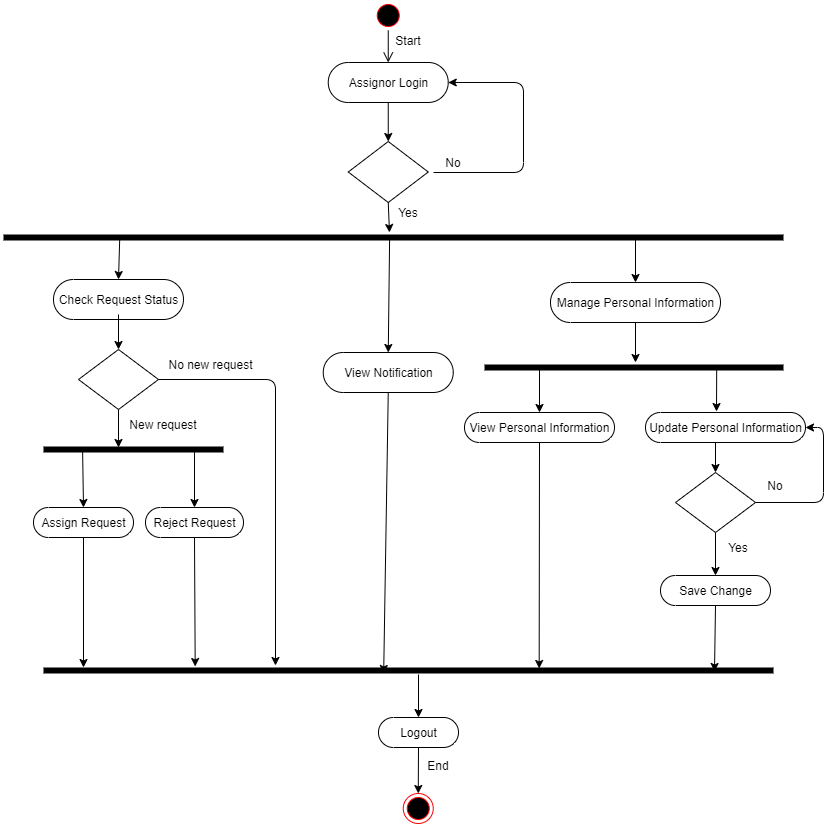 Start
Assignor Login
No
Yes
Check Request Status
Manage Personal Information
No new request
View Notification
New request
View Personal Information
Update Personal Information
No
Assign Request
Reject Request
Yes
Save Change
Logout
End